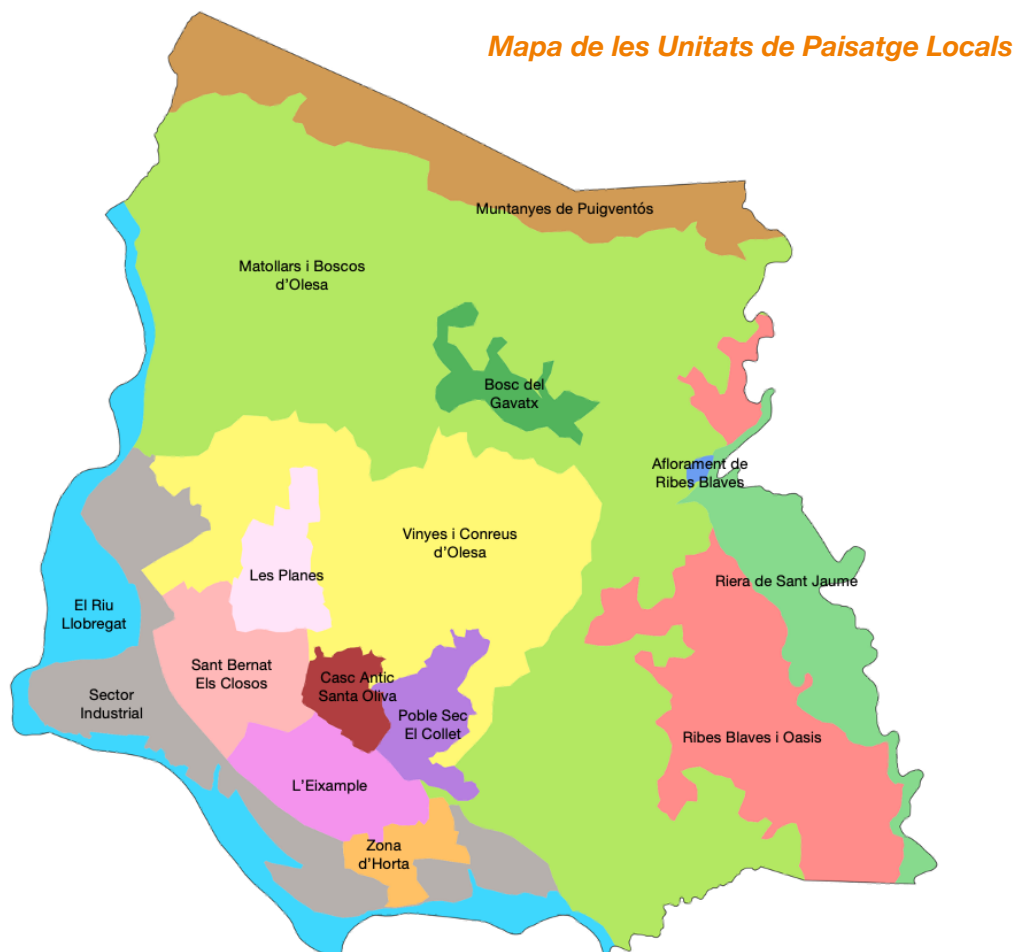 Mapa de les Unitats de Paisatge Locals
Muntanyes de Puigventós
Matollars i Boscos
d'Olesa
Bosc del
Gavatx
Aflorament de
Ribes Blaves
Vinyes i Conreus
d'Olesa
Les Planes
Riera de Sant Jaume
El Riu
Llobregat
Sant Bernat
Els Closos
Casc Antic
Santa Oliva
Sector
Industrial
Poble Sec
El Collet
Ribes Blaves i Oasis
L'Eixample
Zona
d'Horta